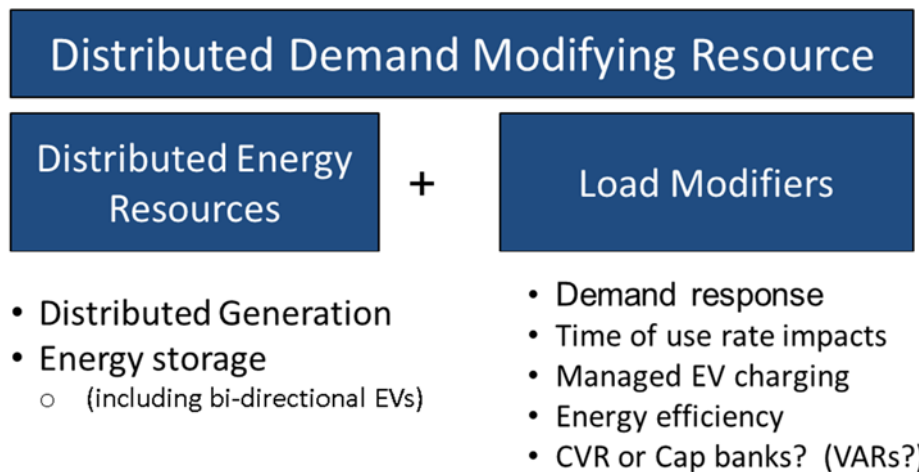 Distributed Demand Modifying Resource
Distributed Energy
Resources
+
Load Modifiers
• Distributed Generation
• Energy storage
o (including bi-directional EVs)
• Demand response
• Time of use rate impacts
• Managed EV charging
• Energy efficiency
• CVR or Cap banks? (VARs?)